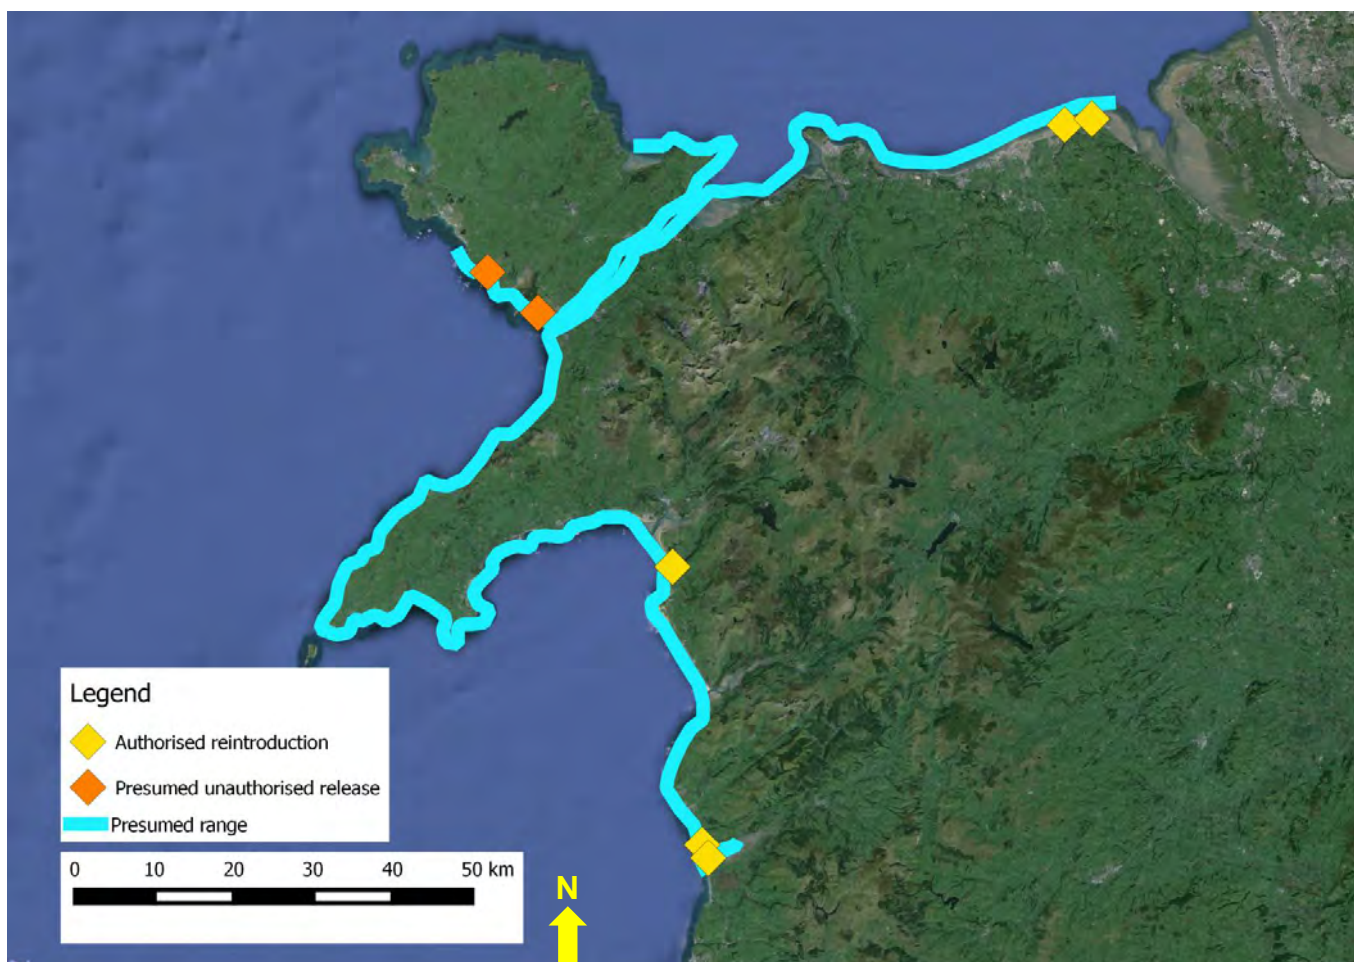 Legend
Authorised reintroduction
Presumed unauthorised release
Presumed range
0 10 20 30 40 50 km
N